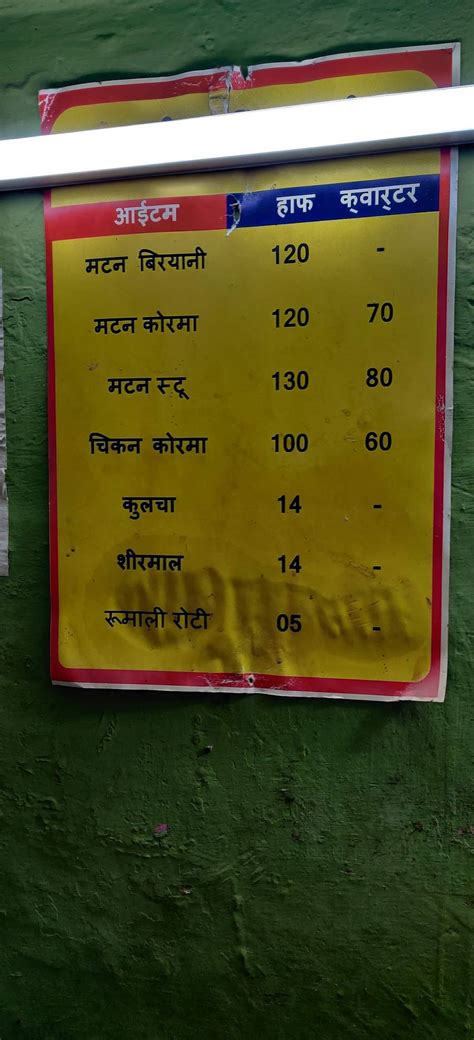 आईटम हाफ क्वार्टर
मटन बिरयानी 120 -
मटन कोरमा 120 70
मटन स्टू 130 80
चिकन कोरमा 100 60
कुलचा 14 -
शीरमाल 14 -
रूमाली रोटी 05 -